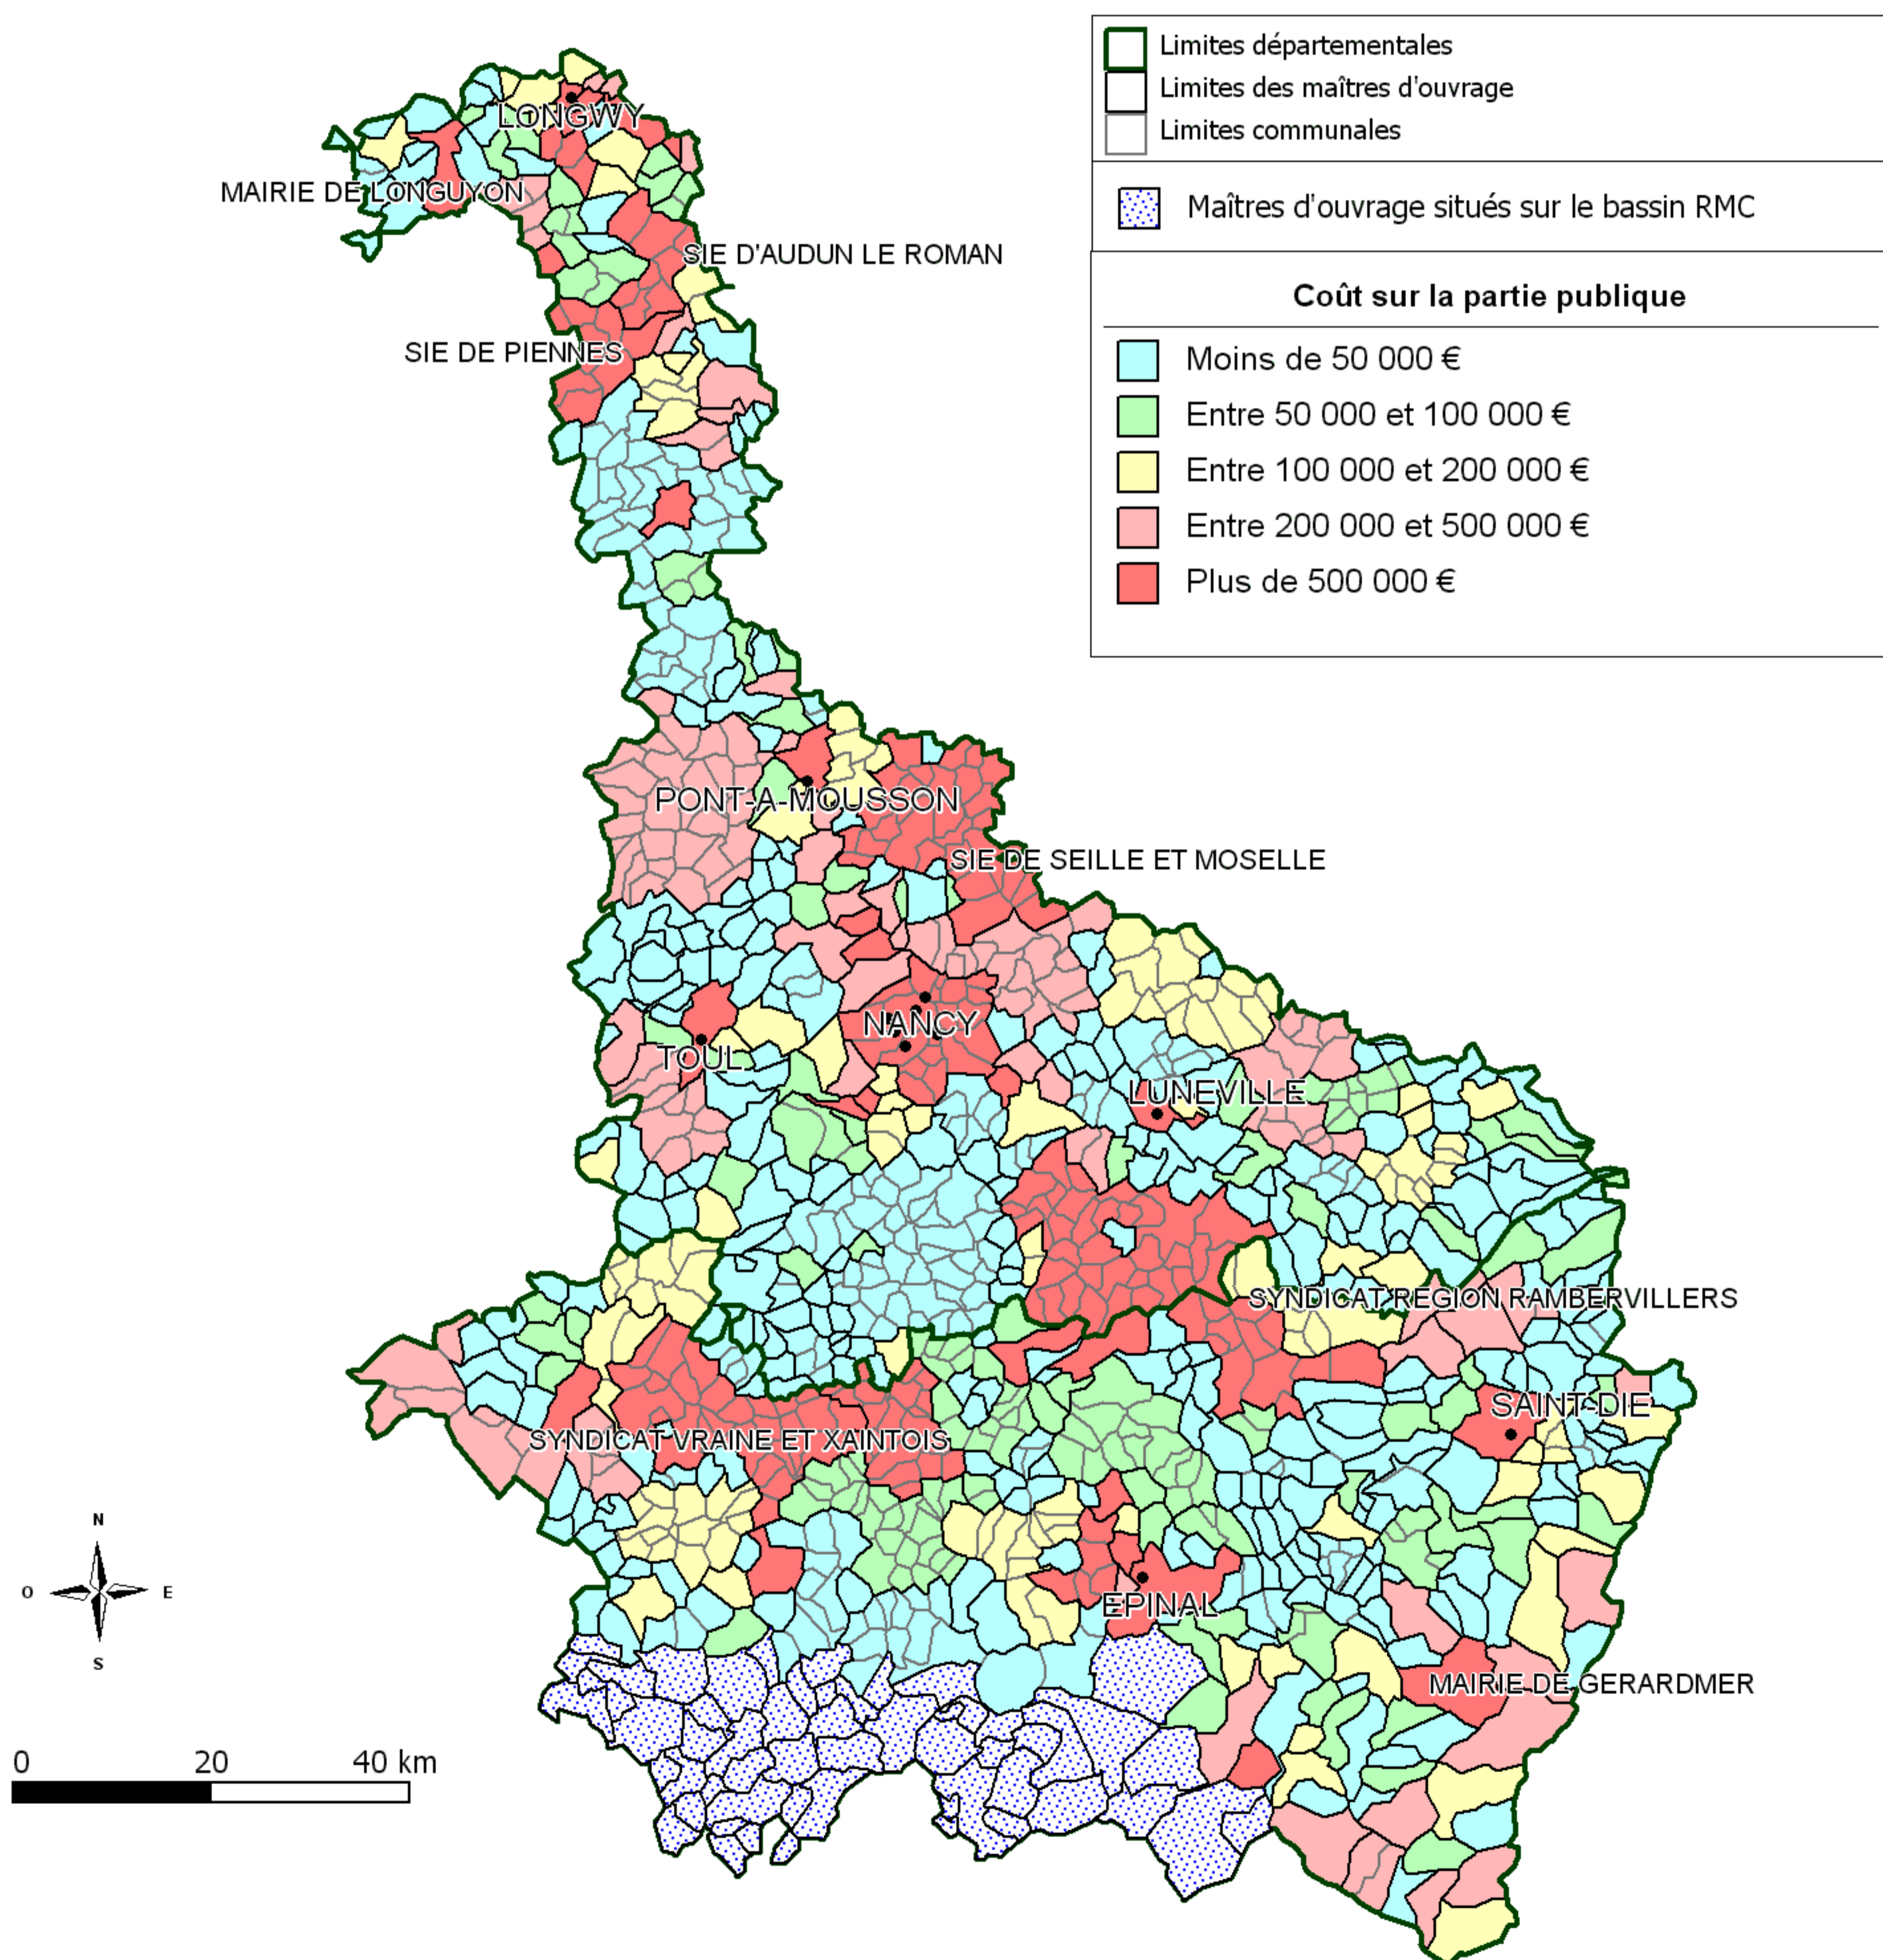 Limites départementales
Limites des maîtres d'ouvrage
Limites communales
Maîtres d'ouvrage situés sur le bassin RMC
Coût sur la partie publique
Moins de 50 000 €
Entre 50 000 et 100 000 €
Entre 100 000 et 200 000 €
Entre 200 000 et 500 000 €
Plus de 500 000 €
LONGWY
MAIRIE DE LONGUYON
SIE D'AUDUN LE ROMAN
SIE DE PIENNES
PONT-A-MOUSSON
SIE DE SEILLE ET MOSELLE
NANCY
TOUL
LUNEVILLE
SYNDICAT REGION RAMBERVILLERS
SAINT-DIE
SYNDICAT VRAINE ET XAINTOIS
EPINAL
MAIRIE DE GERARDMER
N
O E
S
0 20 40 km